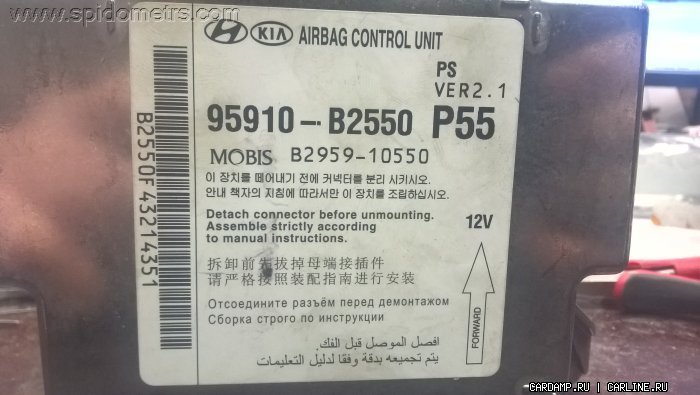 www.spidometrs.com
HYUNDAI KIA AIRBAG CONTROL UNIT
PS
VER2.1
95910-B2550 P55
MOBIS B2959-10550
이 장치를 떼어내기 전에 커넥터를 분리 시키시오.
안내 책자의 지침에 따라서만 이 장치를 조립하십시오.
Detach connector before unmounting.
Assemble strictly according
to manual instructions.
12V
拆卸前先拔掉母端接插件
请严格按照装配指南进行安装
Отсоедините разъём перед демонтажом
Сборка строго по инструкции
افصل الموصل قبل الفك.
يتم تجميعه بدقة وفقا لدليل التعليمات
FORWARD
B2550F43214351
CARDAMP.RU | CARLINE.RU